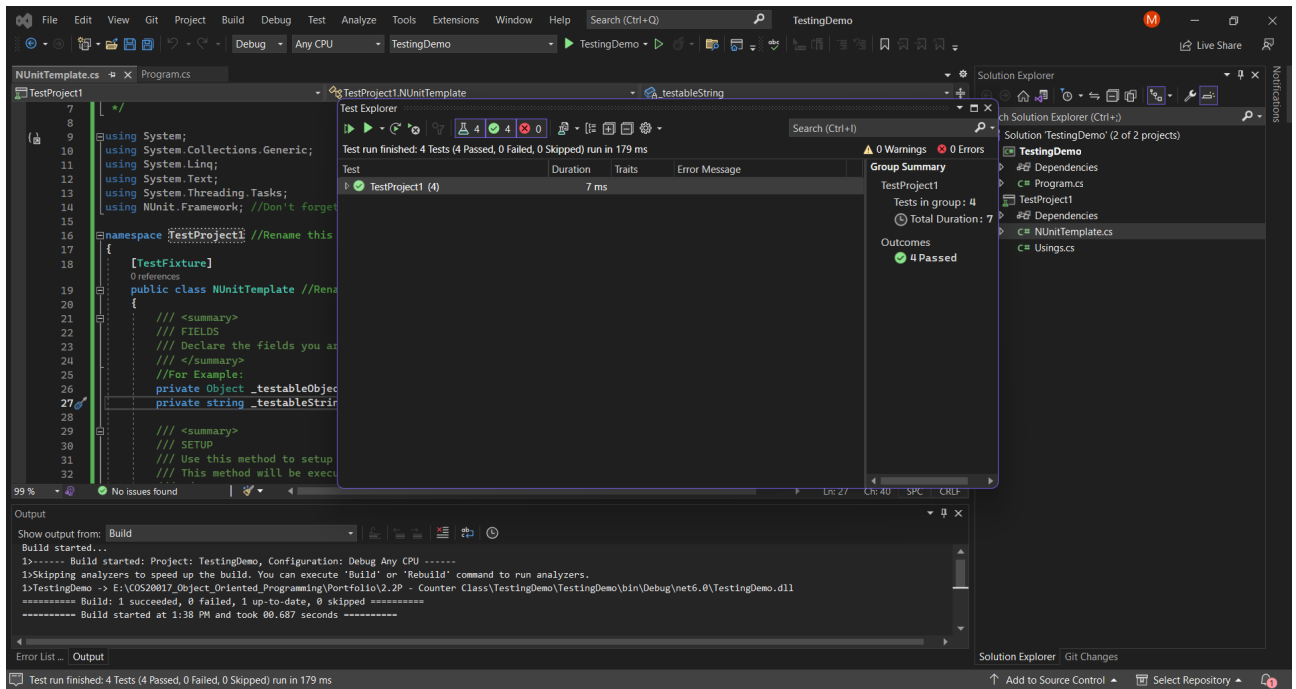 File Edit View Git Project Build Debug Test Analyze Tools Extensions Window Help Search (Ctrl+Q) TestingDemo M
Debug Any CPU TestingDemo TestingDemo Live Share
NUnitTemplate.cs Program.cs
TestProject1 TestProject1.NUnitTemplate _testableString
7 */
8
9 using System;
10 using System.Collections.Generic;
11 using System.Linq;
12 using System.Text;
13 using System.Threading.Tasks;
14 using NUnit.Framework; //Don't forget
15
16 namespace TestProject1 //Rename this
17 {
18 [TestFixture]
0 references
19 public class NUnitTemplate //Rena
20 {
21 /// <summary>
22 /// FIELDS
23 /// Declare the fields you ar
24 /// </summary>
25 //For Example:
26 private Object _testableObjec
27 private string _testableStrin
28
29 /// <summary>
30 /// SETUP
31 /// Use this method to setup
32 /// This method will be execu
99 % No issues found Ln: 27 Ch: 40 SPC CRLF
Test Explorer
4 4 0 Search (Ctrl+I)
Test run finished: 4 Tests (4 Passed, 0 Failed, 0 Skipped) run in 179 ms 0 Warnings 0 Errors
Test Duration Traits Error Message
TestProject1 (4) 7 ms
Group Summary
TestProject1
Tests in group: 4
Total Duration: 7
Outcomes
4 Passed
Solution Explorer
ch Solution Explorer (Ctrl+;)
Solution 'TestingDemo' (2 of 2 projects)
TestingDemo
Dependencies
C# Program.cs
TestProject1
Dependencies
C# NUnitTemplate.cs
C# Usings.cs
Notifications
Output
Show output from: Build
Build started...
1>------ Build started: Project: TestingDemo, Configuration: Debug Any CPU ------
1>Skipping analyzers to speed up the build. You can execute 'Build' or 'Rebuild' command to run analyzers.
1>TestingDemo -> E:\COS20017_Object_Oriented_Programming\Portfolio\2.2P - Counter Class\TestingDemo\TestingDemo\bin\Debug\net6.0\TestingDemo.dll
========== Build: 1 succeeded, 0 failed, 1 up-to-date, 0 skipped ==========
========== Build started at 1:38 PM and took 00.687 seconds ==========
Error List ... Output
Solution Explorer Git Changes
Test run finished: 4 Tests (4 Passed, 0 Failed, 0 Skipped) run in 179 ms Add to Source Control Select Repository 1